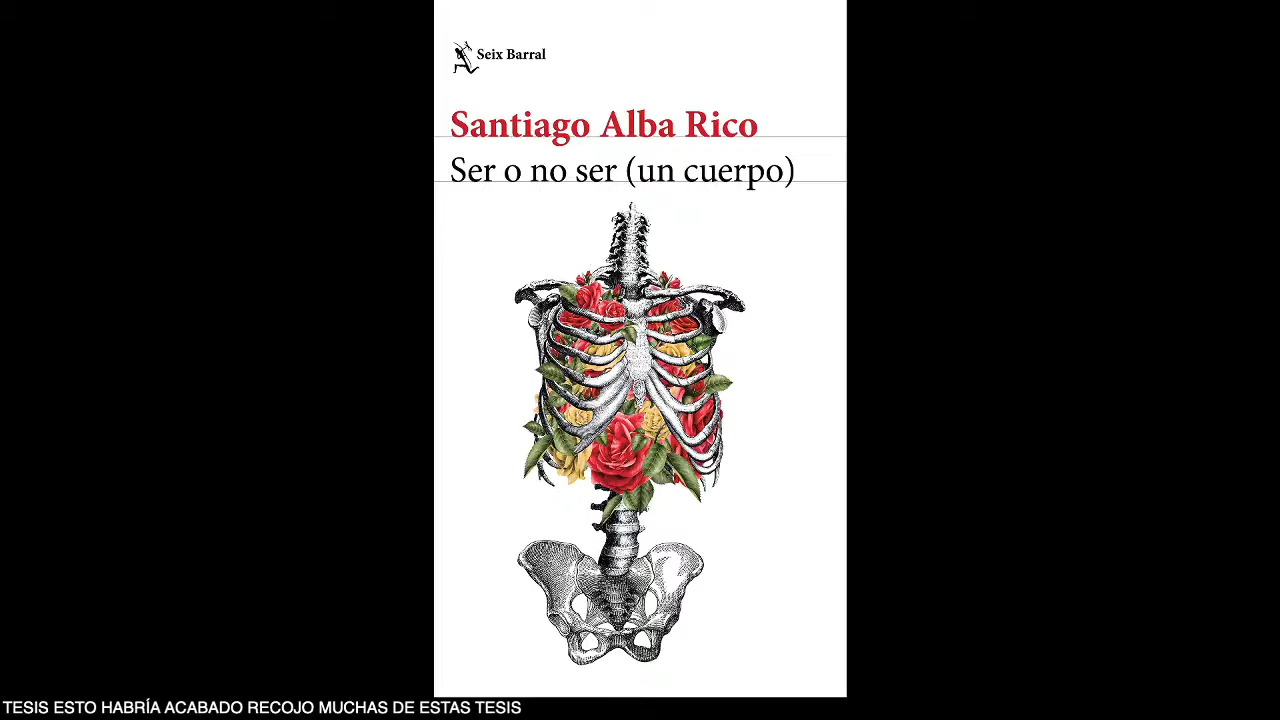 Seix Barral
Santiago Alba Rico
Ser o no ser (un cuerpo)
TESIS ESTO HABRÍA ACABADO RECOJO MUCHAS DE ESTAS TESIS